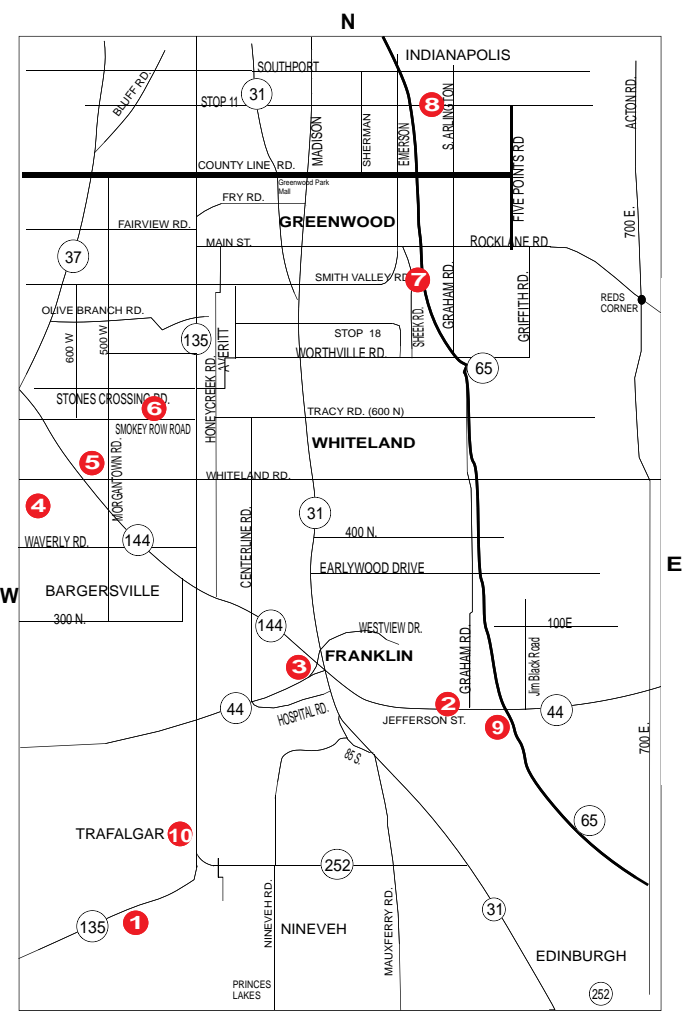 N
INDIANAPOLIS
SOUTHPORT
BLUFF RD.
31
STOP 11
8
S. ARLINGTON
ACTON RD.
MADISON
SHERMAN
EMERSON
FIVE POINTS RD
COUNTY LINE RD.
Greenwood Park
Mall
FRY RD.
FAIRVIEW RD.
GREENWOOD
700 E.
MAIN ST.
ROCKLANE RD
37
SMITH VALLEY RD
7
GRAHAM RD.
GRIFFITH RD.
REDS
CORNER
OLIVE BRANCH RD.
SHEEK RD.
600 W
500 W
135
AVERITT
STOP 18
WORTHVILLE RD.
65
HONEYCREEK RD.
STONES CROSSING RD.
6
TRACY RD. (600 N)
SMOKEY ROW ROAD
WHITELAND
5
MORGANTOWN RD.
WHITELAND RD.
4
31
CENTERLINE RD.
400 N.
WAVERLY RD.
144
EARLYWOOD DRIVE
E
W
BARGERSVILLE
300 N.
144
WESTVIEW DR.
100E
FRANKLIN
GRAHAM RD.
Jim Black Road
3
44
HOSPITAL RD.
2
JEFFERSON ST.
9
44
700 E.
85 S.
TRAFALGAR
10
65
252
NINEVEH RD.
MAUXFERRY RD.
31
135
1
NINEVEH
EDINBURGH
PRINCES
LAKES
252